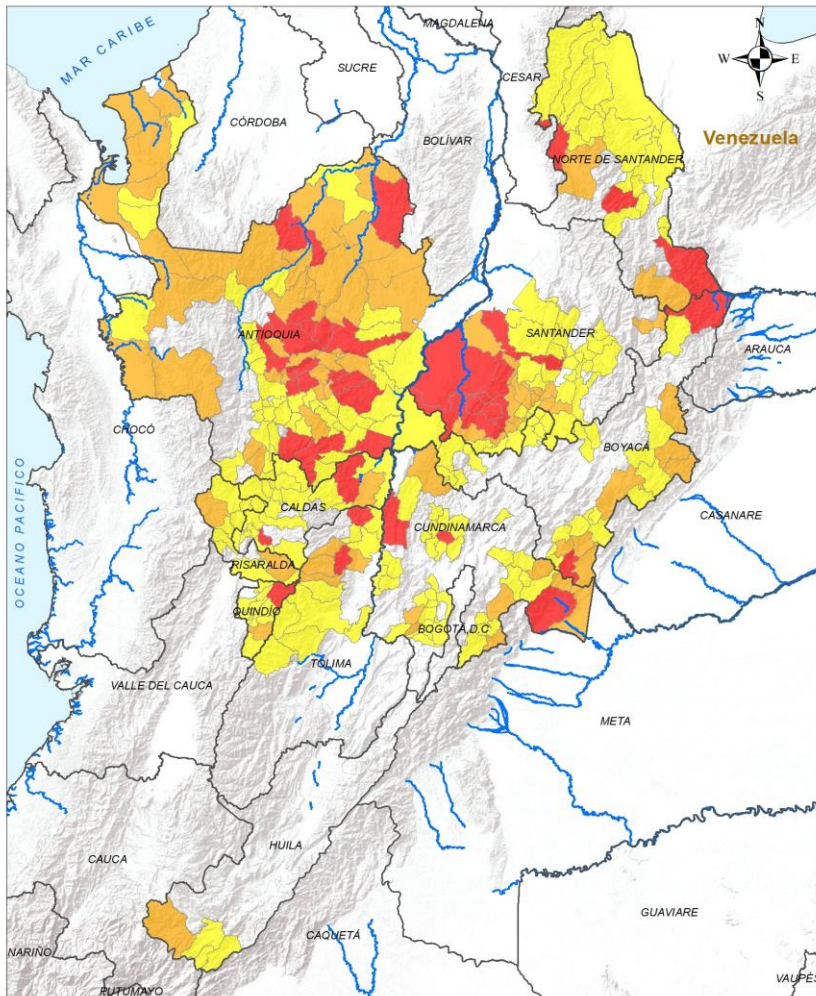 MAGDALENA
MAR CARIBE
N
SUCRE
W
E
CESAR
S
CÓRDOBA
BOLÍVAR
Venezuela
NORTE DE SANTANDER
ANTIOQUIA
SANTANDER
ARAUCA
CHOCÓ
BOYACÁ
OCEANO PACIFICO
CALDAS
CUNDINAMARCA
CASANARE
RISARALDA
QUINDÍO
BOGOTÁ, D.C
TOLIMA
VALLE DEL CAUCA
META
HUILA
CAUCA
GUAVIARE
NARIÑO
CAQUETÁ
PUTUMAYO
VAUPÉS